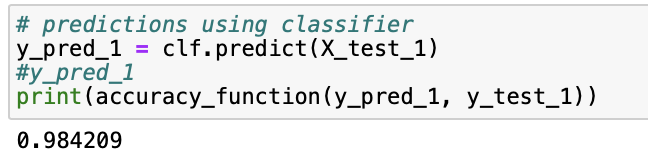 # predictions using classifier
y_pred_1 = clf.predict(X_test_1)
#y_pred_1
print(accuracy_function(y_pred_1, y_test_1))
0.984209